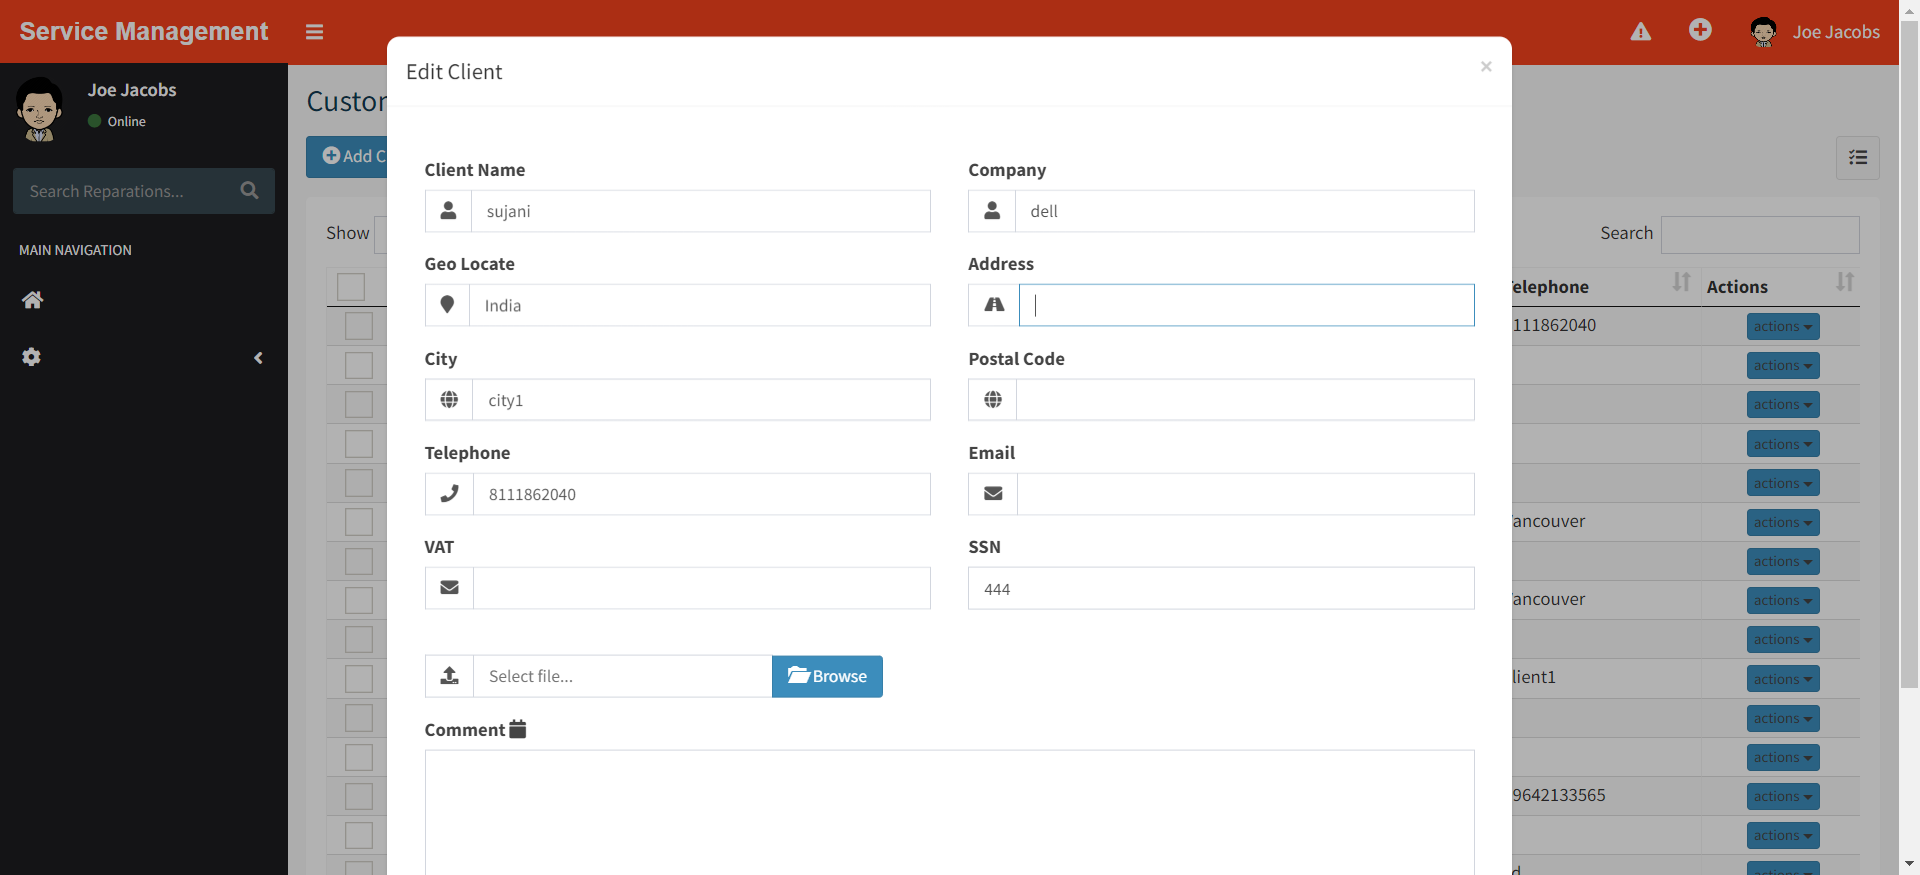 Service Management
Joe Jacobs
Joe Jacobs
Online
Search Reparations...
MAIN NAVIGATION
Add C
Show
Search
Edit Client
×
Client Name
Company
sujani
dell
Geo Locate
Address
India
City
Postal Code
city1
Telephone
Email
8111862040
VAT
SSN
444
Select file...
Browse
Comment
elephone
Actions
111862040
actions
actions
actions
actions
actions
ancouver
actions
actions
ancouver
actions
actions
lient1
actions
actions
actions
9642133565
actions
actions
d